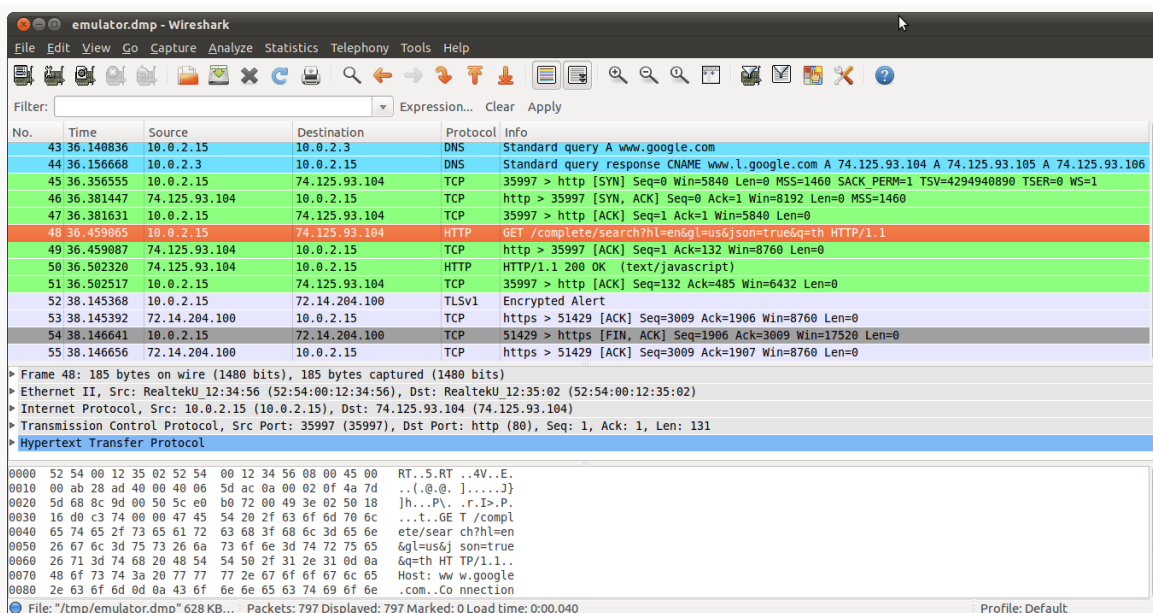 emulator.dmp - Wireshark
File Edit View Go Capture Analyze Statistics Telephony Tools Help
Filter: Expression... Clear Apply
No. Time Source Destination Protocol Info
43 36.140836 10.0.2.15 10.0.2.3 DNS Standard query A www.google.com
44 36.156668 10.0.2.3 10.0.2.15 DNS Standard query response CNAME www.l.google.com A 74.125.93.104 A 74.125.93.105 A 74.125.93.106
45 36.356555 10.0.2.15 74.125.93.104 TCP 35997 > http [SYN] Seq=0 Win=5840 Len=0 MSS=1460 SACK_PERM=1 TSV=4294940890 TSER=0 WS=1
46 36.381447 74.125.93.104 10.0.2.15 TCP http > 35997 [SYN, ACK] Seq=0 Ack=1 Win=8192 Len=0 MSS=1460
47 36.381631 10.0.2.15 74.125.93.104 TCP 35997 > http [ACK] Seq=1 Ack=1 Win=5840 Len=0
48 36.459065 10.0.2.15 74.125.93.104 HTTP GET /complete/search?hl=en&gl=us&json=true&q=th HTTP/1.1
49 36.459087 74.125.93.104 10.0.2.15 TCP http > 35997 [ACK] Seq=1 Ack=132 Win=8760 Len=0
50 36.502320 74.125.93.104 10.0.2.15 HTTP HTTP/1.1 200 OK (text/javascript)
51 36.502517 10.0.2.15 74.125.93.104 TCP 35997 > http [ACK] Seq=132 Ack=485 Win=6432 Len=0
52 38.145368 10.0.2.15 72.14.204.100 TLSv1 Encrypted Alert
53 38.145392 72.14.204.100 10.0.2.15 TCP https > 51429 [ACK] Seq=3009 Ack=1906 Win=8760 Len=0
54 38.146641 10.0.2.15 72.14.204.100 TCP 51429 > https [FIN, ACK] Seq=1906 Ack=3009 Win=17520 Len=0
55 38.146656 72.14.204.100 10.0.2.15 TCP https > 51429 [ACK] Seq=3009 Ack=1907 Win=8760 Len=0
Frame 48: 185 bytes on wire (1480 bits), 185 bytes captured (1480 bits)
Ethernet II, Src: RealtekU_12:34:56 (52:54:00:12:34:56), Dst: RealtekU_12:35:02 (52:54:00:12:35:02)
Internet Protocol, Src: 10.0.2.15 (10.0.2.15), Dst: 74.125.93.104 (74.125.93.104)
Transmission Control Protocol, Src Port: 35997 (35997), Dst Port: http (80), Seq: 1, Ack: 1, Len: 131
Hypertext Transfer Protocol
0000 52 54 00 12 35 02 52 54 00 12 34 56 08 00 45 00 RT..5.RT ..4V..E.
0010 00 ab 28 ad 40 00 40 06 5d ac 0a 00 02 0f 4a 7d ..(.@.@. ].....J}
0020 5d 68 8c 9d 00 50 5c e0 b0 72 00 49 3e 02 50 18 ]h...P\. .r.I>.P.
0030 16 d0 c3 74 00 00 47 45 54 20 2f 63 6f 6d 70 6c ...t..GE T /compl
0040 65 74 65 2f 73 65 61 72 63 68 3f 68 6c 3d 65 6e ete/sear ch?hl=en
0050 26 67 6c 3d 75 73 26 6a 73 6f 6e 3d 74 72 75 65 &gl=us&j son=true
0060 26 71 3d 74 68 20 48 54 54 50 2f 31 2e 31 0d 0a &q=th HT TP/1.1..
0070 48 6f 73 74 3a 20 77 77 77 2e 67 6f 6f 67 6c 65 Host: ww w.google
0080 2e 63 6f 6d 0d 0a 43 6f 6e 6e 65 63 74 69 6f 6e .com..Co nnection
File: "/tmp/emulator.dmp" 628 KB... Packets: 797 Displayed: 797 Marked: 0 Load time: 0:00.040 Profile: Default